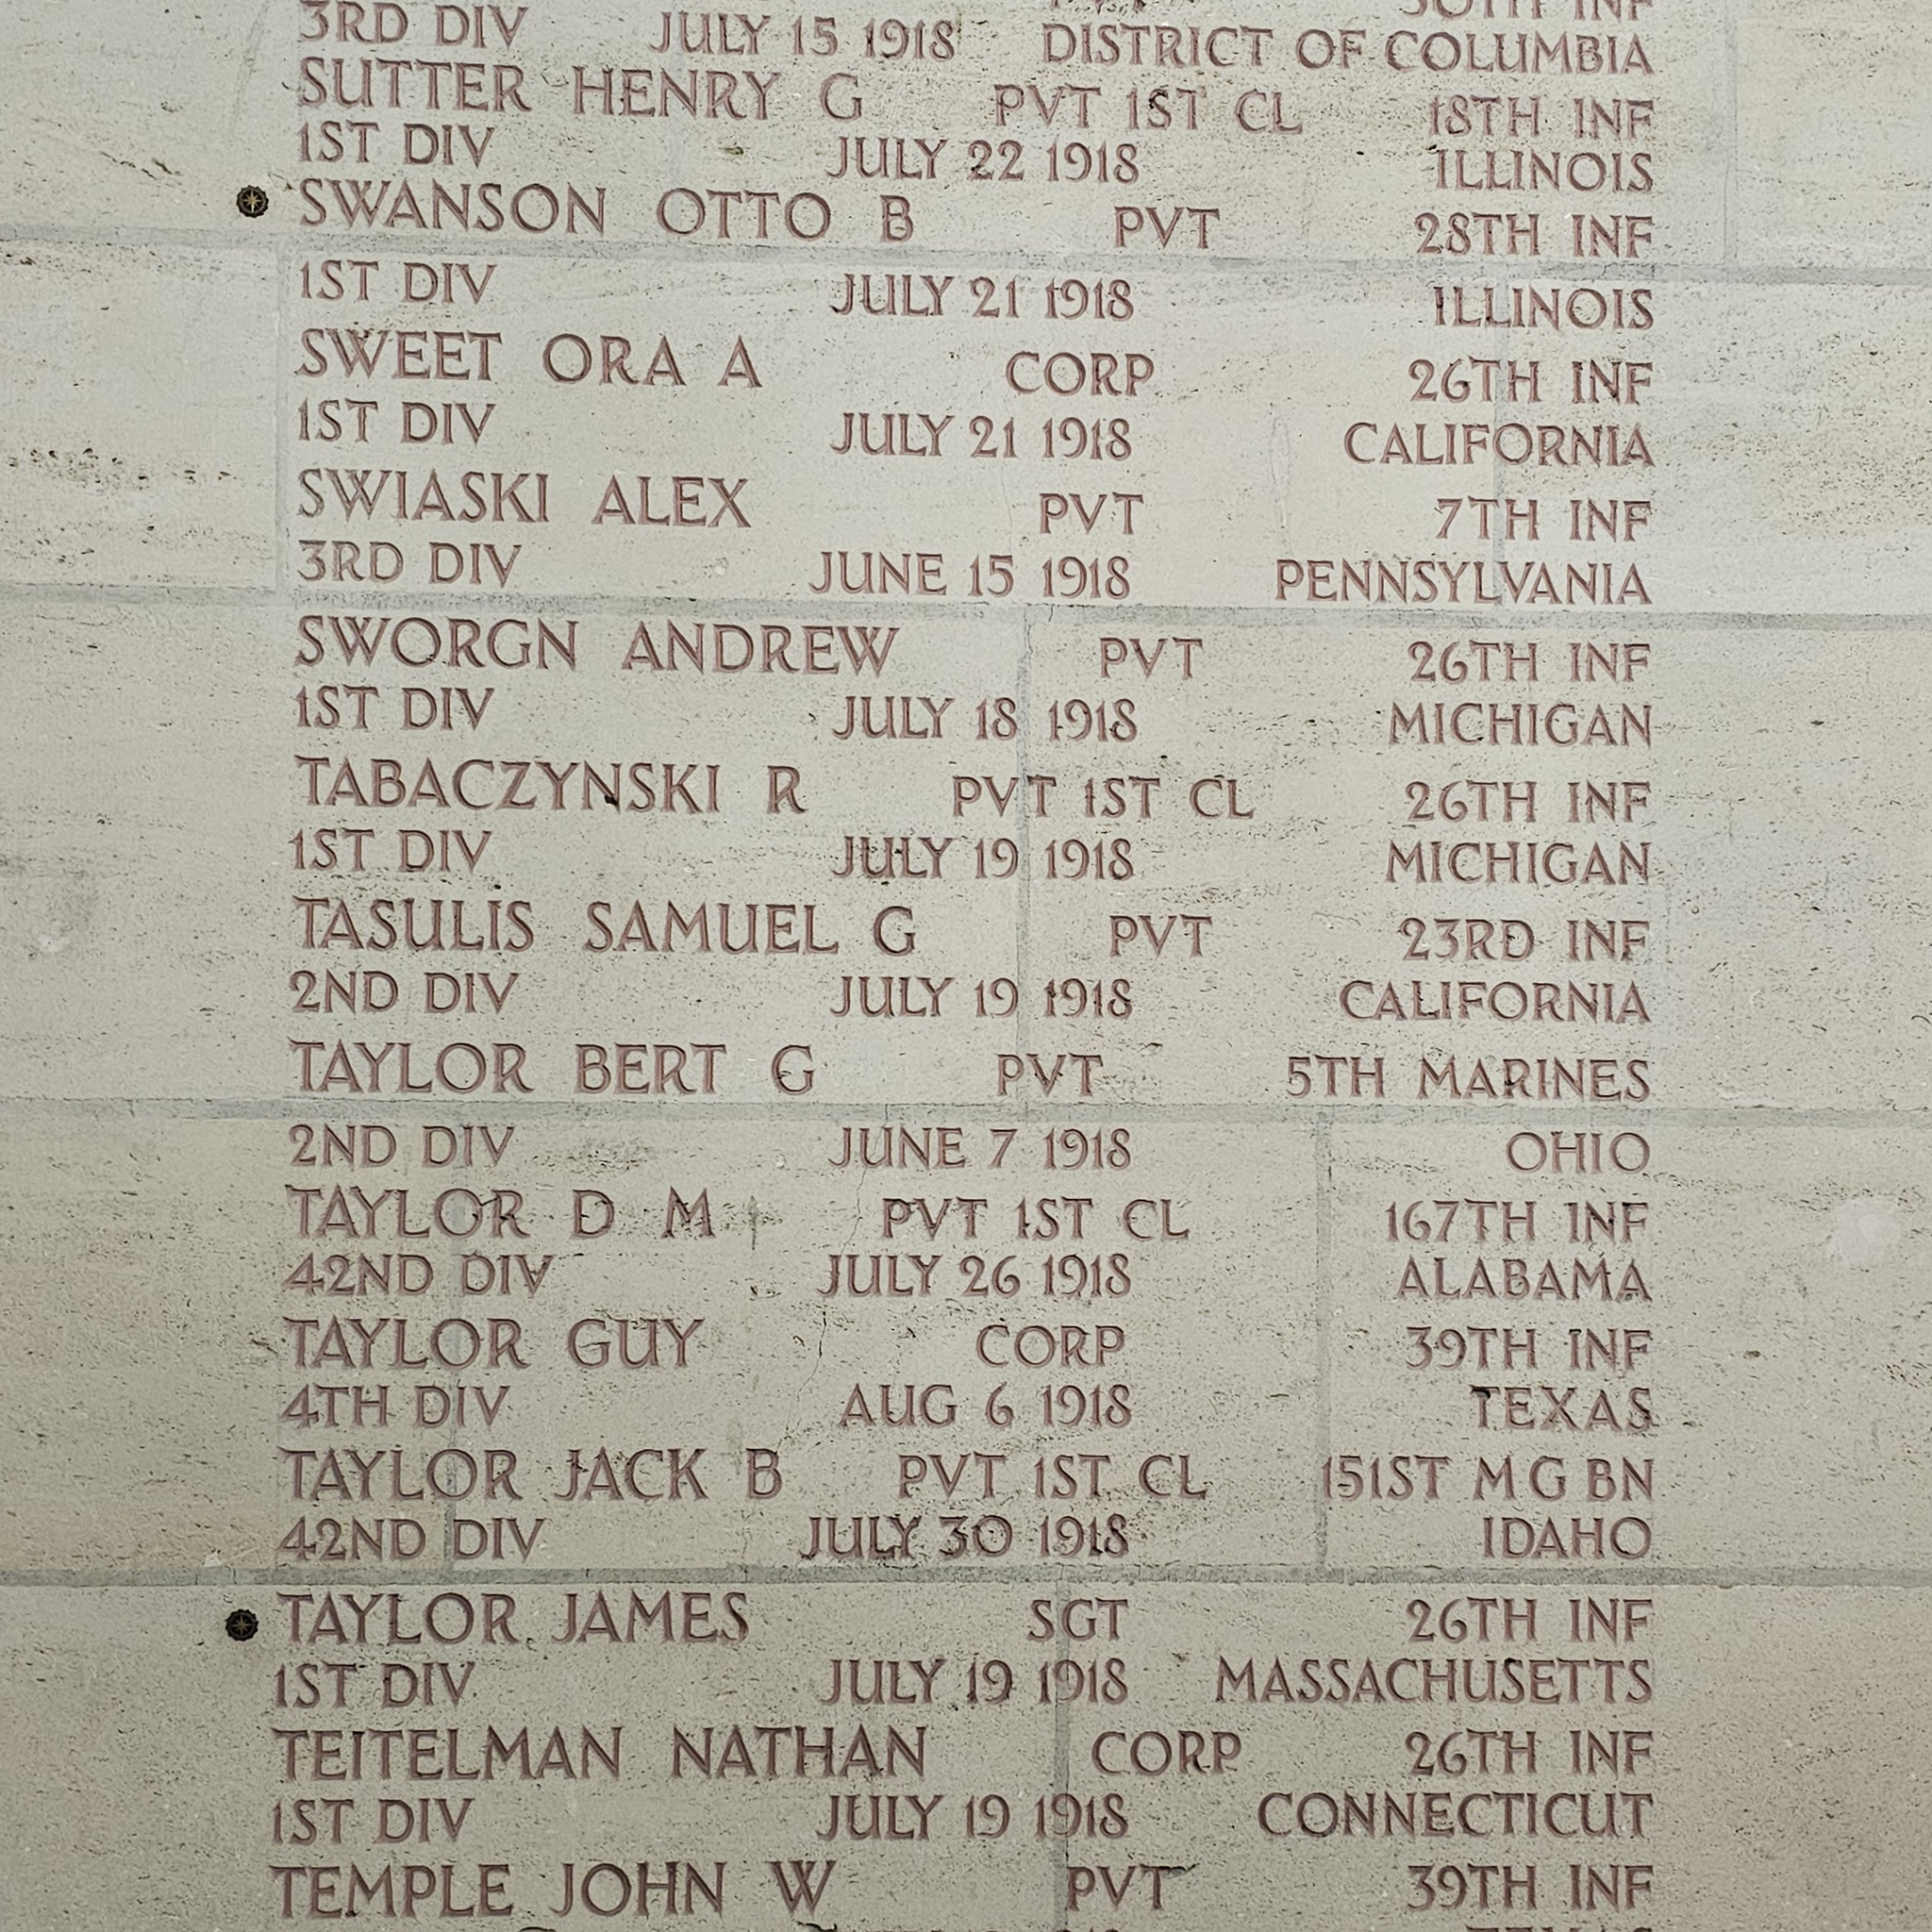 3RD DIV JULY 15 1918 DISTRICT OF COLUMBIA
SUTTER HENRY G PVT 1ST CL 18TH INF
1ST DIV JULY 22 1918 ILLINOIS
SWANSON OTTO B PVT 28TH INF
1ST DIV JULY 21 1918 ILLINOIS
SWEET ORA A CORP 26TH INF
1ST DIV JULY 21 1918 CALIFORNIA
SWIASKI ALEX PVT 7TH INF
3RD DIV JUNE 15 1918 PENNSYLVANIA
SWORGN ANDREW PVT 26TH INF
1ST DIV JULY 18 1918 MICHIGAN
TABACZYNSKI R PVT 1ST CL 26TH INF
1ST DIV JULY 19 1918 MICHIGAN
TASULIS SAMUEL G PVT 23RD INF
2ND DIV JULY 19 1918 CALIFORNIA
TAYLOR BERT G PVT 5TH MARINES
2ND DIV JUNE 7 1918 OHIO
TAYLOR D M PVT 1ST CL 167TH INF
42ND DIV JULY 26 1918 ALABAMA
TAYLOR GUY CORP 39TH INF
4TH DIV AUG 6 1918 TEXAS
TAYLOR JACK B PVT 1ST CL 151ST M G BN
42ND DIV JULY 30 1918 IDAHO
TAYLOR JAMES SGT 26TH INF
1ST DIV JULY 19 1918 MASSACHUSETTS
TEITELMAN NATHAN CORP 26TH INF
1ST DIV JULY 19 1918 CONNECTICUT
TEMPLE JOHN W PVT 39TH INF